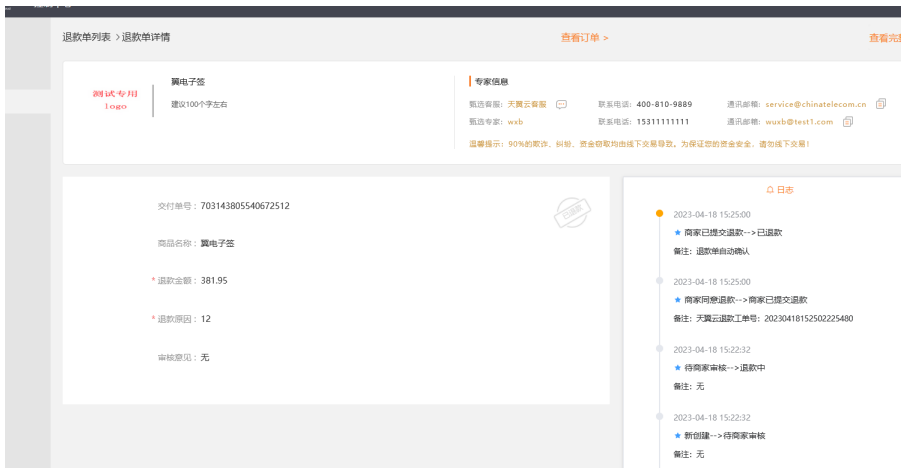 退款单列表 >退款单详情
查看订单 >
查看完
测试专用
logo
翼电子签
建议100个字左右
专家信息
甄选客服: 天翼云客服
联系电话: 400-810-9889
通讯邮箱: service@chinatelecom.cn
甄选专家: wxb
联系电话: 15311111111
通讯邮箱: wuxb@test1.com
温馨提示: 90%的欺诈、纠纷、资金窃取均由线下交易导致。为保证您的资金安全, 请勿线下交易!
交付单号: 703143805540672512
已退款
商品名称: 翼电子签
* 退款金额: 381.95
* 退款原因: 12
审核意见: 无
日志
2023-04-18 15:25:00
★ 商家已提交退款-->已退款
备注: 退款单自动确认
2023-04-18 15:25:00
★ 商家同意退款-->商家已提交退款
备注: 天翼云退款工单号: 20230418152502225480
2023-04-18 15:22:32
★ 待商家审核-->退款中
备注: 无
2023-04-18 15:22:32
★ 新创建-->待商家审核
备注: 无